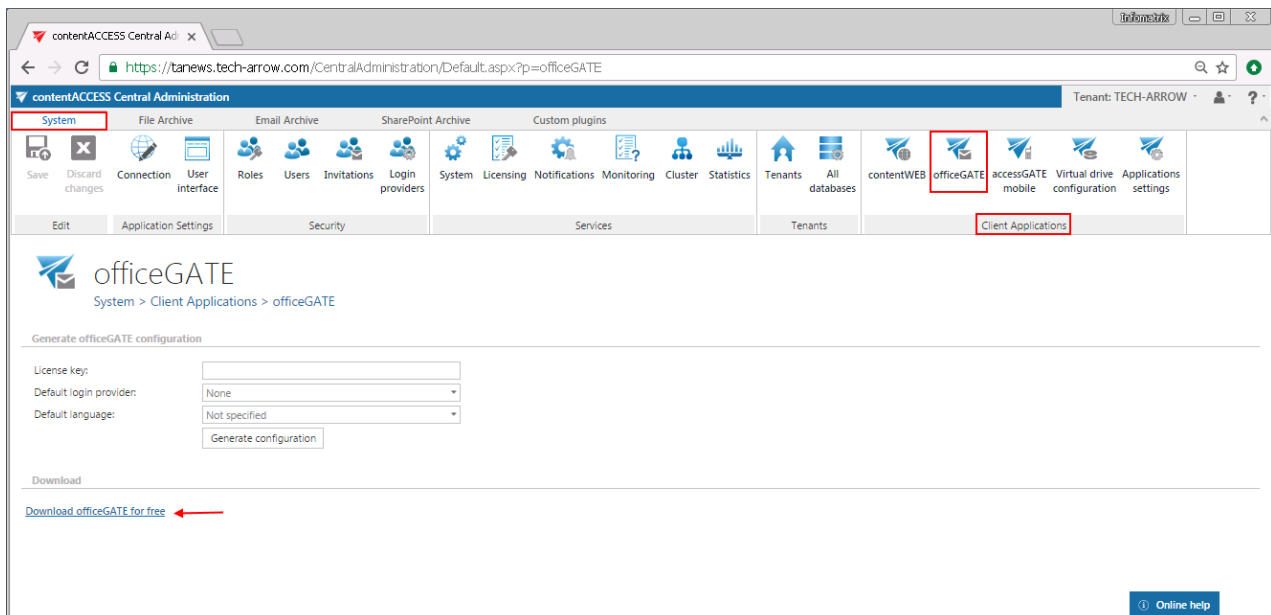 Infometrix
contentACCESS Central Ad
https://tanews.tech-arrow.com/CentralAdministration/Default.aspx?p=officeGATE
contentACCESS Central Administration
Tenant: TECH-ARROW
?
System File Archive Email Archive SharePoint Archive Custom plugins
Save Discard changes Connection User interface Roles Users Invitations Login providers System Licensing Notifications Monitoring Cluster Statistics Tenants All databases contentWEB officeGATE accessGATE mobile Virtual drive configuration Applications settings
Edit Application Settings Security Services Tenants Client Applications
officeGATE
System > Client Applications > officeGATE
Generate officeGATE configuration
License key:
Default login provider: None
Default language: Not specified
Generate configuration
Download
Download officeGATE for free
Online help